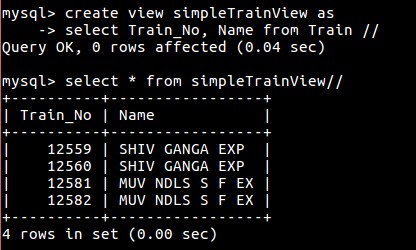 mysql> create view simpleTrainView as
    -> select Train_No, Name from Train //
Query OK, 0 rows affected (0.04 sec)

mysql> select * from simpleTrainView//
+----------+----------------+
| Train_No | Name           |
+----------+----------------+
|    12559 | SHIV GANGA EXP |
|    12560 | SHIV GANGA EXP |
|    12581 | MUV NDLS S F EX |
|    12582 | MUV NDLS S F EX |
+----------+----------------+
4 rows in set (0.00 sec)